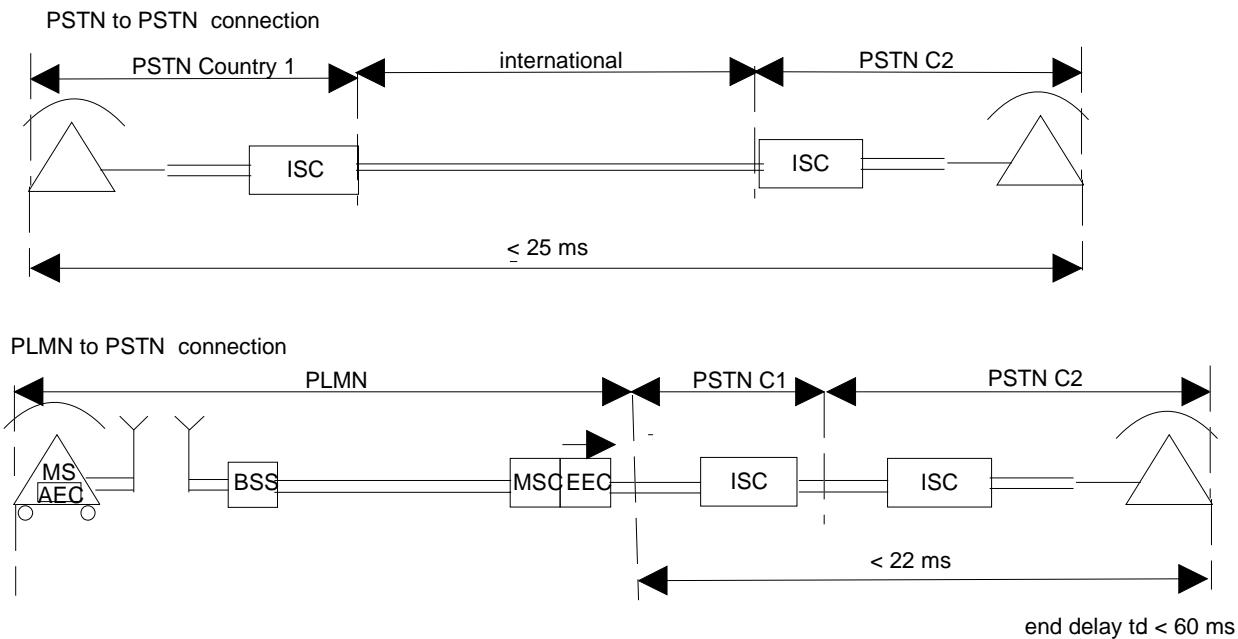 PSTN to PSTN connection
PSTN Country 1
international
PSTN C2
ISC
ISC
< 25 ms
PLMN to PSTN connection
PLMN
PSTN C1
PSTN C2
MS
AEC
BSS
MSC
EEC
ISC
ISC
< 22 ms
end delay td < 60 ms